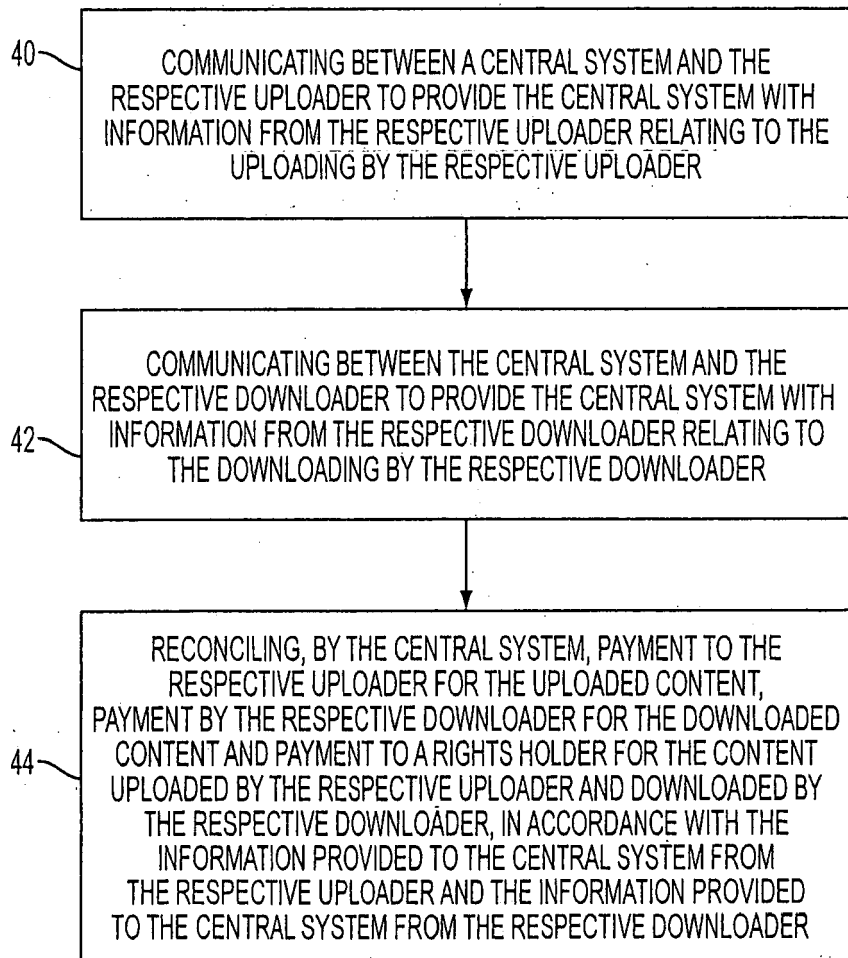 40
COMMUNICATING BETWEEN A CENTRAL SYSTEM AND THE
RESPECTIVE UPLOADER TO PROVIDE THE CENTRAL SYSTEM WITH
INFORMATION FROM THE RESPECTIVE UPLOADER RELATING TO THE
UPLOADING BY THE RESPECTIVE UPLOADER
42
COMMUNICATING BETWEEN THE CENTRAL SYSTEM AND THE
RESPECTIVE DOWNLOADER TO PROVIDE THE CENTRAL SYSTEM WITH
INFORMATION FROM THE RESPECTIVE DOWNLOADER RELATING TO
THE DOWNLOADING BY THE RESPECTIVE DOWNLOADER
44
RECONCILING, BY THE CENTRAL SYSTEM, PAYMENT TO THE
RESPECTIVE UPLOADER FOR THE UPLOADED CONTENT,
PAYMENT BY THE RESPECTIVE DOWNLOADER FOR THE DOWNLOADED
CONTENT AND PAYMENT TO A RIGHTS HOLDER FOR THE CONTENT
UPLOADED BY THE RESPECTIVE UPLOADER AND DOWNLOADED BY
THE RESPECTIVE DOWNLOADER, IN ACCORDANCE WITH THE
INFORMATION PROVIDED TO THE CENTRAL SYSTEM FROM
THE RESPECTIVE UPLOADER AND THE INFORMATION PROVIDED
TO THE CENTRAL SYSTEM FROM THE RESPECTIVE DOWNLOADER